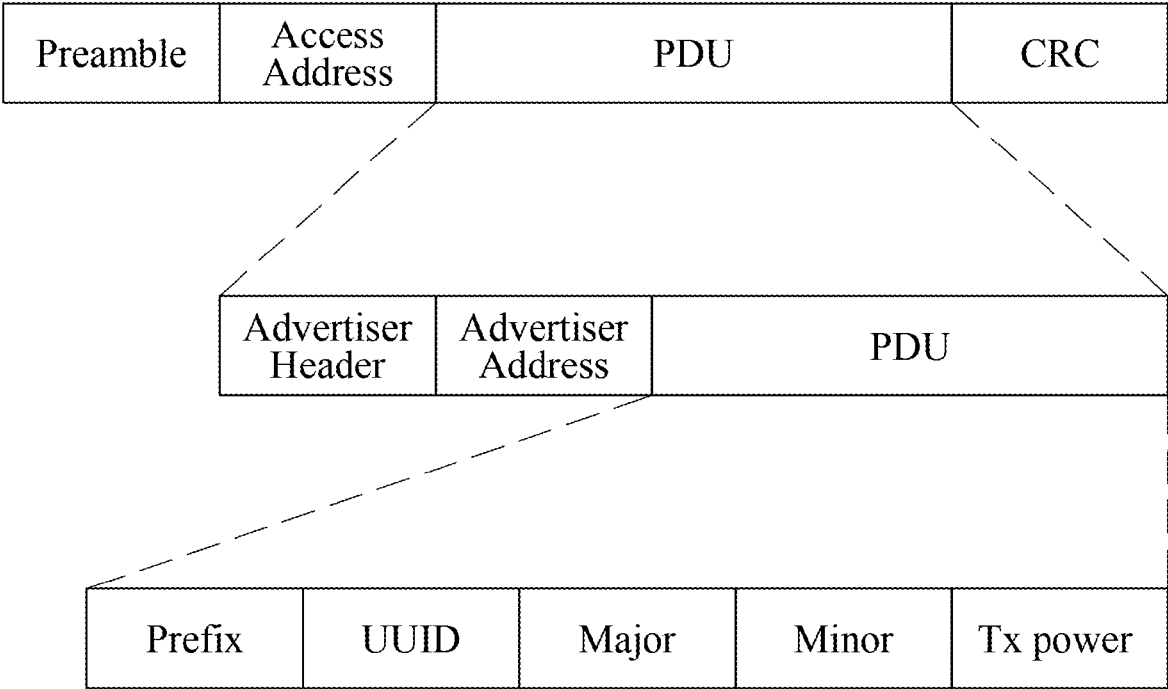 Preamble
Access
Address
PDU
CRC
Advertiser
Header
Advertiser
Address
PDU
Prefix
UUID
Major
Minor
Tx power